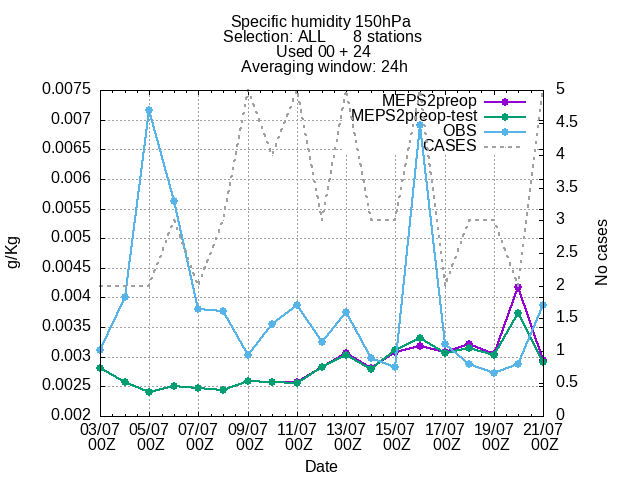 Specific humidity 150hPa
Selection: ALL 8 stations
Used 00 + 24
Averaging window: 24h
0.0075 5
MEPS2preop
0.007 4.5
MEPS2preop-test
OBS
0.0065 4
CASES
0.006 3.5
0.0055 3
0.005 2.5
0.0045 2
0.004 1.5
0.0035 1
0.003 0.5
0.0025 0
0.002
g/Kg
No cases
03/07 05/07 07/07 09/07 11/07 13/07 15/07 17/07 19/07 21/07
00Z 00Z 00Z 00Z 00Z 00Z 00Z 00Z 00Z 00Z
Date